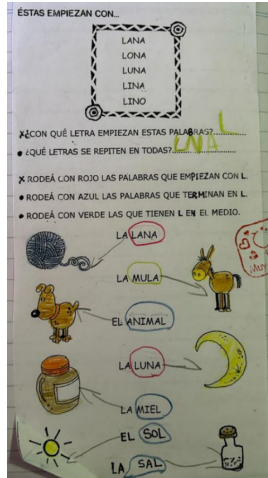 ÉSTAS EMPIEZAN CON...
LANA
LONA
LUNA
LINA
LINO
X¿CON QUÉ LETRA EMPIEZAN ESTAS PALABRAS?........L
• ¿QUÉ LETRAS SE REPITEN EN TODAS?......LNA
X RODEÁ CON ROJO LAS PALABRAS QUE EMPIEZAN CON L.
• RODEÁ CON AZUL LAS PALABRAS QUE TERMINAN EN L.
• RODEÁ CON VERDE LAS QUE TIENEN L EN EL MEDIO.
LA LANA
LA MULA
EL ANIMAL
LA LUNA
LA MIEL
EL SOL
LA SAL